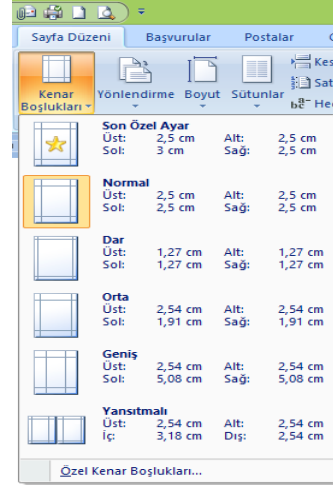 Sayfa Düzeni Başvurular Postalar
Kenar Boşlukları Yönlendirme Boyut Sütunlar
Kes
Sat
Hec
Son Özel Ayar
Üst: 2,5 cm Alt: 2,5 cm
Sol: 3 cm Sağ: 2,5 cm
Normal
Üst: 2,5 cm Alt: 2,5 cm
Sol: 2,5 cm Sağ: 2,5 cm
Dar
Üst: 1,27 cm Alt: 1,27 cm
Sol: 1,27 cm Sağ: 1,27 cm
Orta
Üst: 2,54 cm Alt: 2,54 cm
Sol: 1,91 cm Sağ: 1,91 cm
Geniş
Üst: 2,54 cm Alt: 2,54 cm
Sol: 5,08 cm Sağ: 5,08 cm
Yansıtmalı
Üst: 2,54 cm Alt: 2,54 cm
İç: 3,18 cm Dış: 2,54 cm
Özel Kenar Boşlukları...